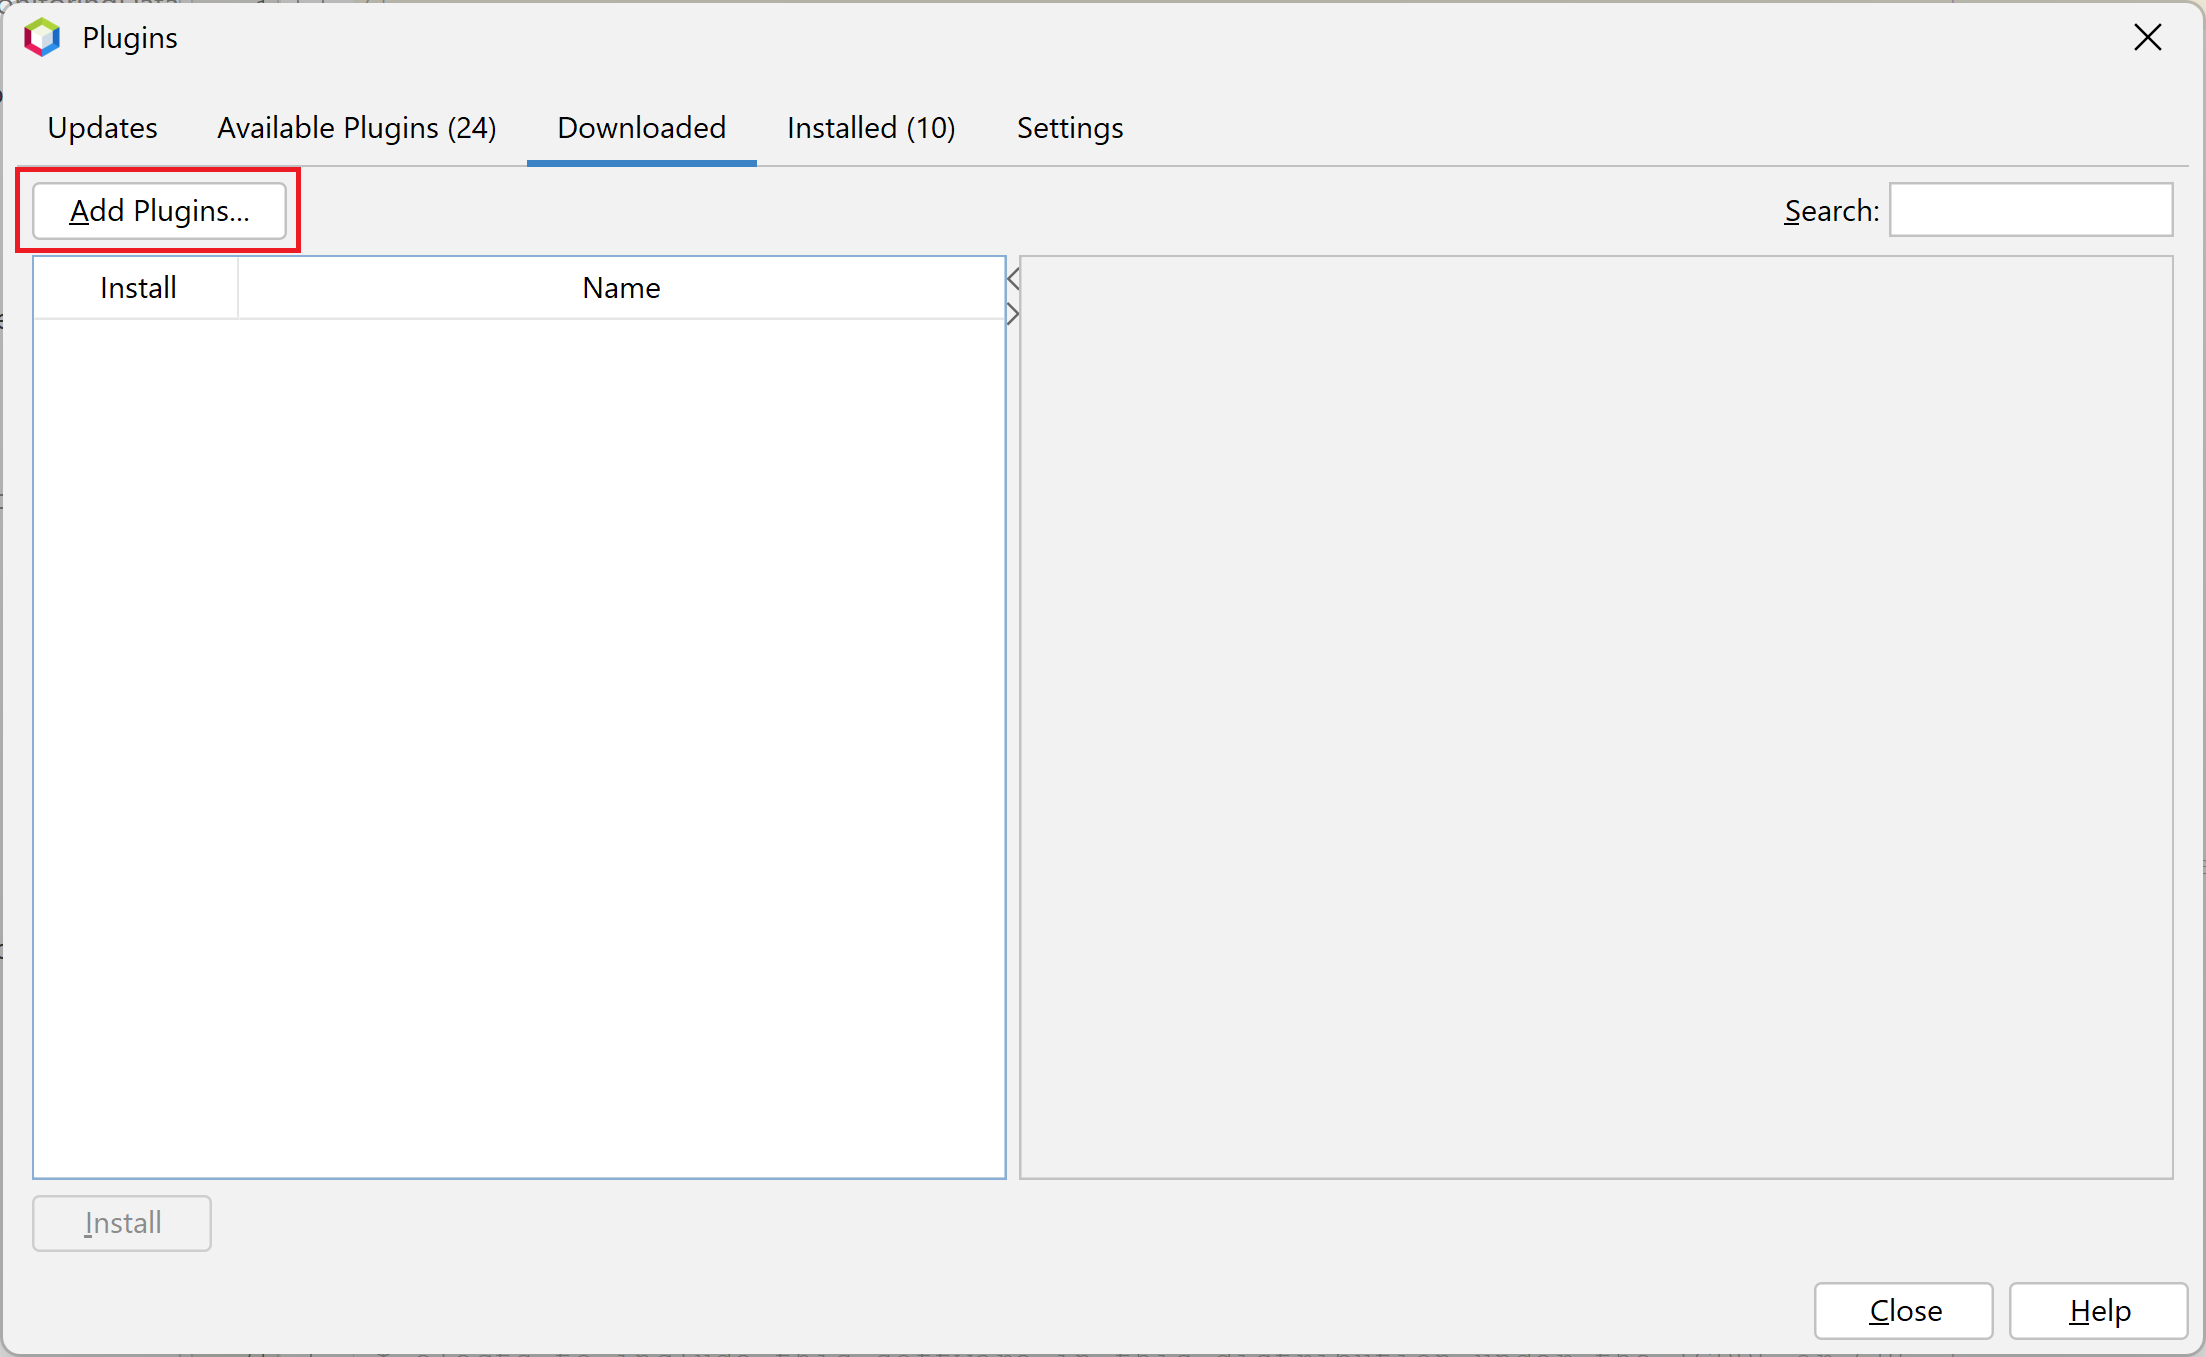 Plugins
Updates
Available Plugins (24)
Downloaded
Installed (10)
Settings
Add Plugins...
Search:
Install
Name
Install
Close
Help